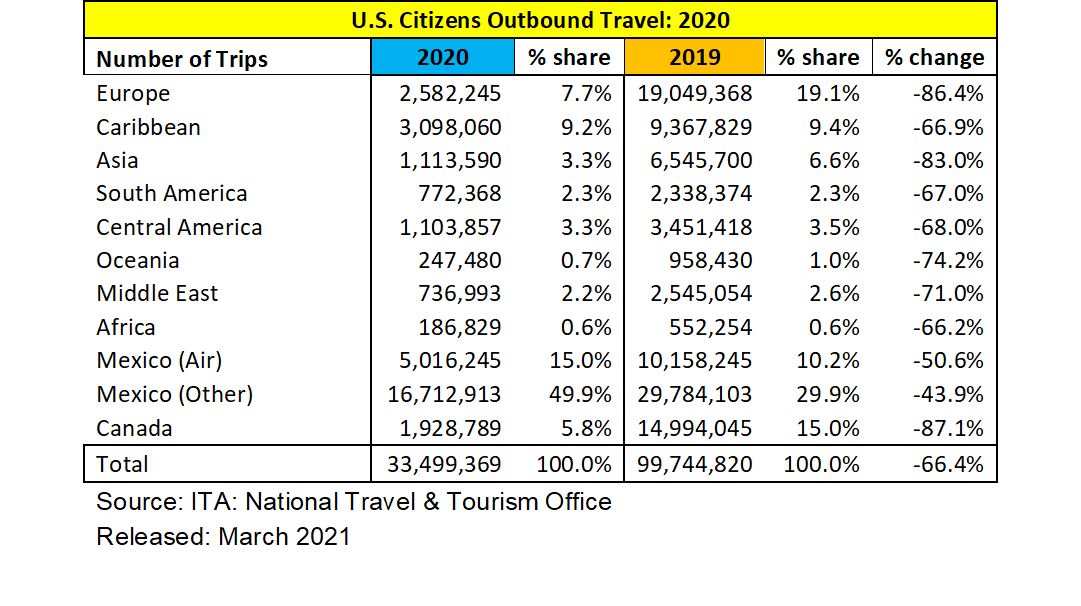 U.S. Citizens Outbound Travel: 2020
Number of Trips 2020 % share 2019 % share % change
Europe 2,582,245 7.7% 19,049,368 19.1% -86.4%
Caribbean 3,098,060 9.2% 9,367,829 9.4% -66.9%
Asia 1,113,590 3.3% 6,545,700 6.6% -83.0%
South America 772,368 2.3% 2,338,374 2.3% -67.0%
Central America 1,103,857 3.3% 3,451,418 3.5% -68.0%
Oceania 247,480 0.7% 958,430 1.0% -74.2%
Middle East 736,993 2.2% 2,545,054 2.6% -71.0%
Africa 186,829 0.6% 552,254 0.6% -66.2%
Mexico (Air) 5,016,245 15.0% 10,158,245 10.2% -50.6%
Mexico (Other) 16,712,913 49.9% 29,784,103 29.9% -43.9%
Canada 1,928,789 5.8% 14,994,045 15.0% -87.1%
Total 33,499,369 100.0% 99,744,820 100.0% -66.4%
Source: ITA: National Travel & Tourism Office
Released: March 2021